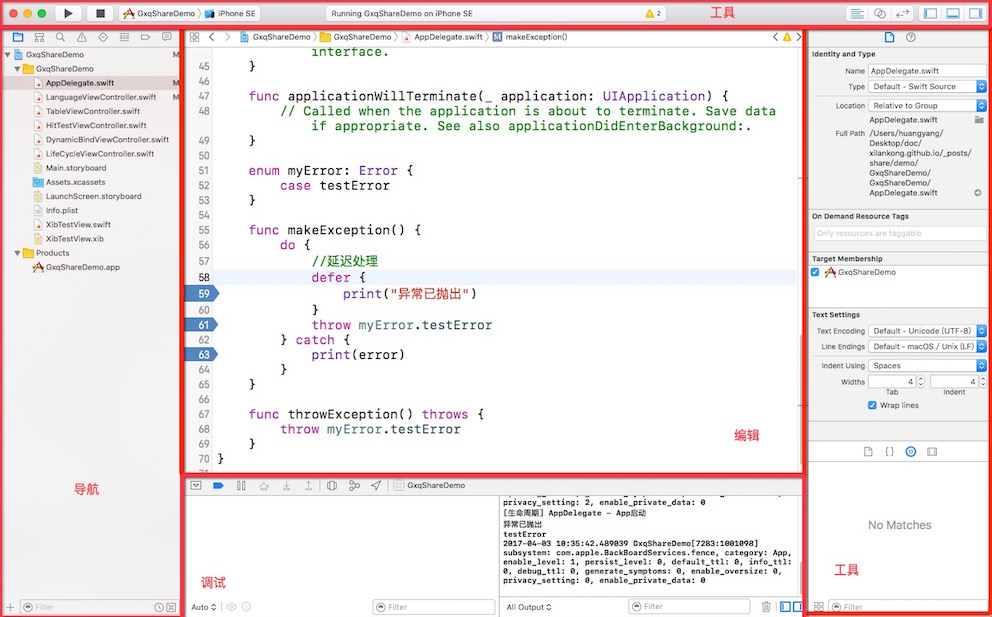 GxqShareDemo
iPhone SE
Running GxqShareDemo on iPhone SE
2
工具
GxqShareDemo
M
GxqShareDemo
AppDelegate.swift
M
LanguageViewController.swift
M
TableViewController.swift
HitTestViewController.swift
DynamicBindViewController.swift
LifeCycleViewController.swift
Main.storyboard
Assets.xcassets
LaunchScreen.storyboard
Info.plist
XibTestView.swift
XibTestView.xib
Products
GxqShareDemo.app
导航
Filter
GxqShareDemo
GxqShareDemo
AppDelegate.swift
M makeException()
interface.
45 }
46
47 func applicationWillTerminate(_ application: UIApplication) {
48 // Called when the application is about to terminate. Save data
if appropriate. See also applicationDidEnterBackground:.
49 }
50
51 enum myError: Error {
52 case testError
53 }
54
55 func makeException() {
56 do {
57 //延迟处理
58 defer {
59 print("异常已抛出")
60 }
61 throw myError.testError
62 } catch {
63 print(error)
64 }
65 }
66
67 func throwException() throws {
68 throw myError.testError
69 }
70 }
编辑
GxqShareDemo
调试
Auto
Filter
privacy_setting: 2, enable_private_data: 0
[生命周期] AppDelegate - App启动
异常已抛出
testError
2017-04-03 10:35:42.489039 GxqShareDemo[7283:1001098]
subsystem: com.apple.BackBoardServices.fence, category: App,
enable_level: 1, persist_level: 0, default_ttl: 0, info_ttl:
0, debug_ttl: 0, generate_symptoms: 0, enable_oversize: 0,
privacy_setting: 0, enable_private_data: 0
All Output
Filter
Identity and Type
Name AppDelegate.swift
Type Default - Swift Source
Location Relative to Group
AppDelegate.swift
Full Path /Users/huangyang/
Desktop/doc/
xilankong.github.io/_posts/
share/demo/
GxqShareDemo/
GxqShareDemo/
AppDelegate.swift
On Demand Resource Tags
Only resources are taggable
Target Membership
GxqShareDemo
Text Settings
Text Encoding Default - Unicode (UTF-8)
Line Endings Default - macOS / Unix (LF)
Indent Using Spaces
Widths 4 4
Tab Indent
Wrap lines
{ }
No Matches
工具
Filter